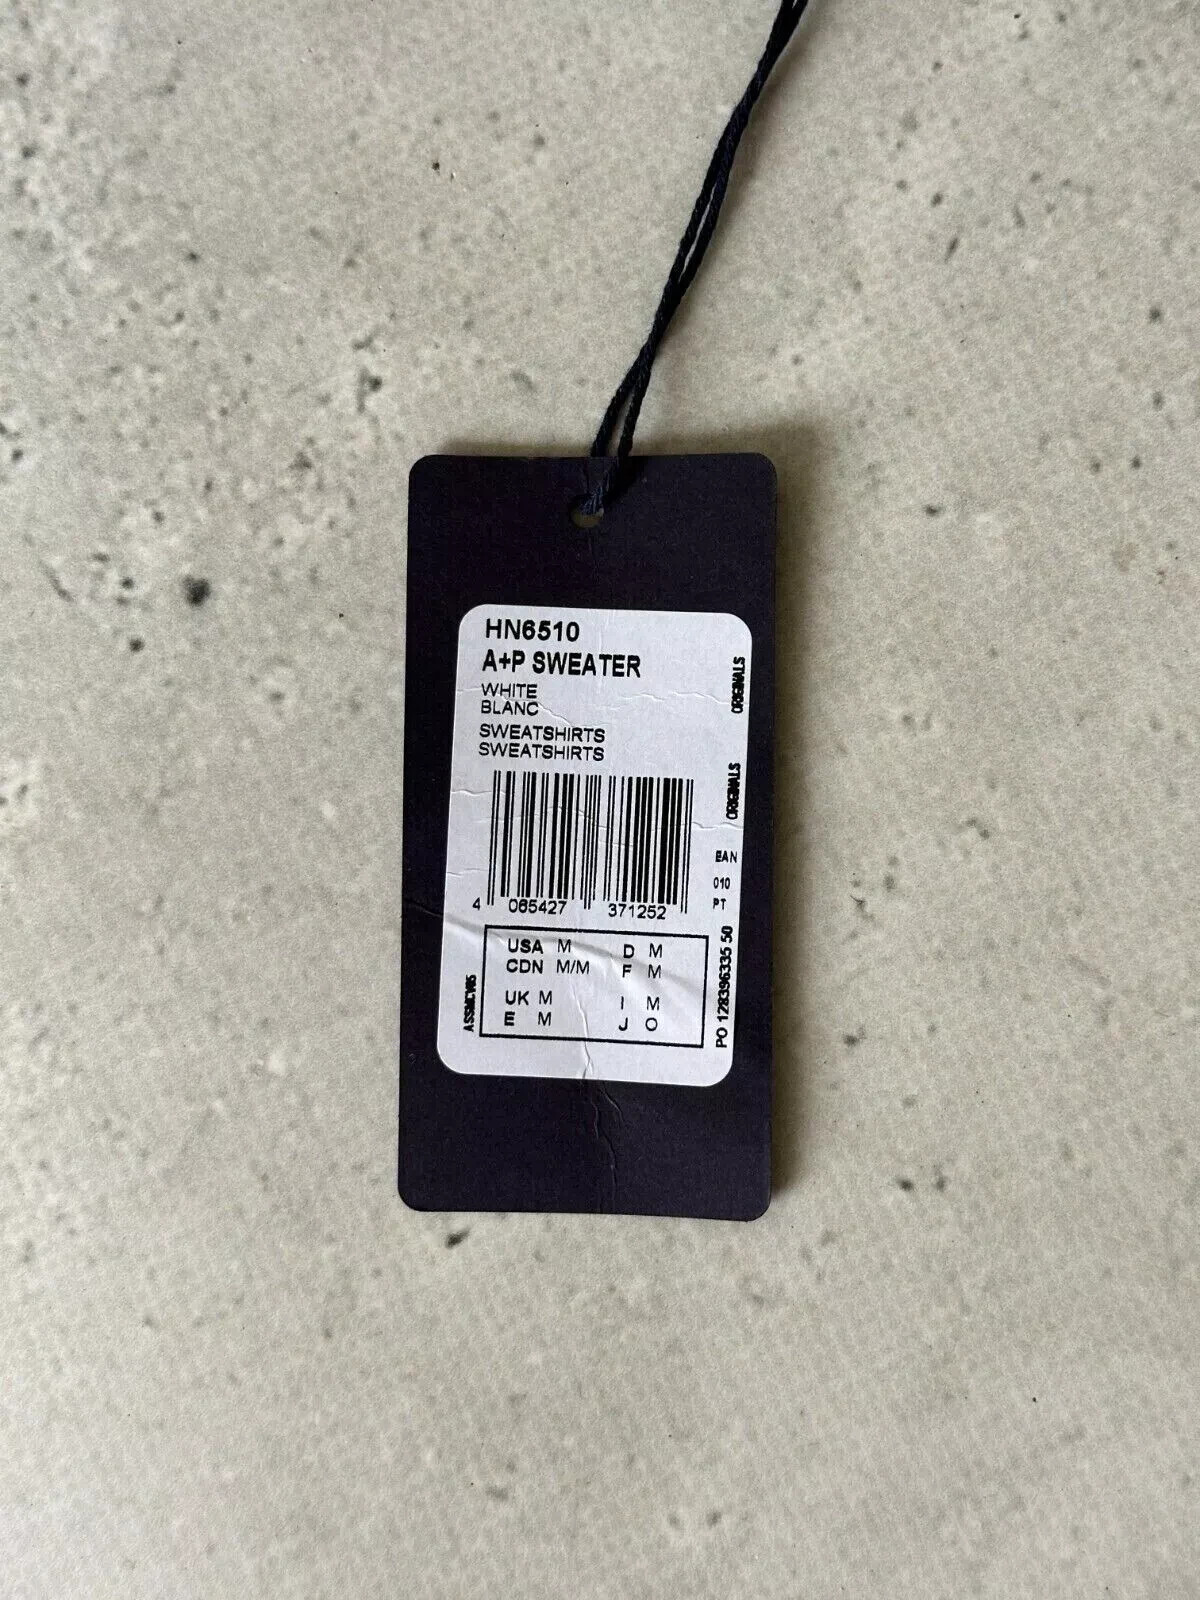 HN6510
A+P SWEATER
WHITE
BLANC
SWEATSHIRTS
SWEATSHIRTS
ORIGINALS
ORIGINALS
4 065427 371252
EAN
010
PT
USA M D M
CDN M/M F M
UK M I M
E M J O
PO 128396335 50